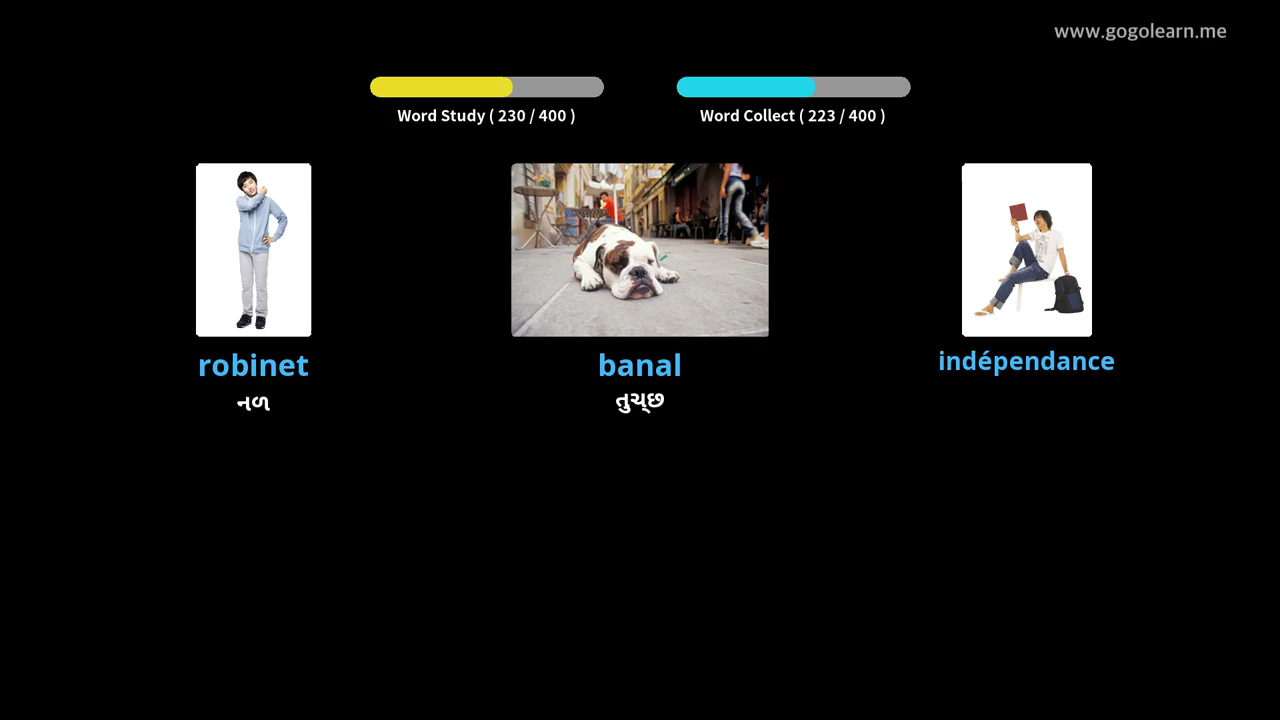 www.gogolearn.me
Word Study ( 230 / 400 )
Word Collect ( 223 / 400 )
robinet
banal
indépendance
નળ
તુચ્છ